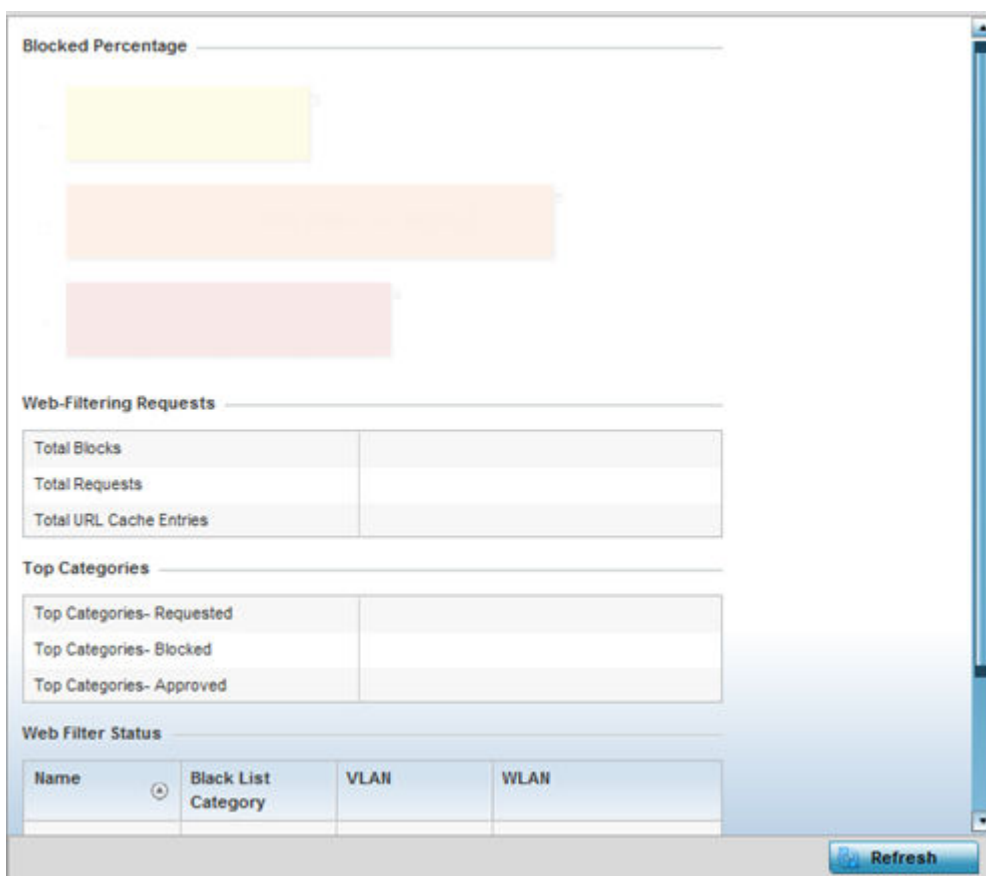 Blocked Percentage
Web-Filtering Requests
Total Blocks
Total Requests
Total URL Cache Entries
Top Categories
Top Categories- Requested
Top Categories- Blocked
Top Categories- Approved
Web Filter Status
Name
Black List
Category
VLAN
WLAN
Refresh